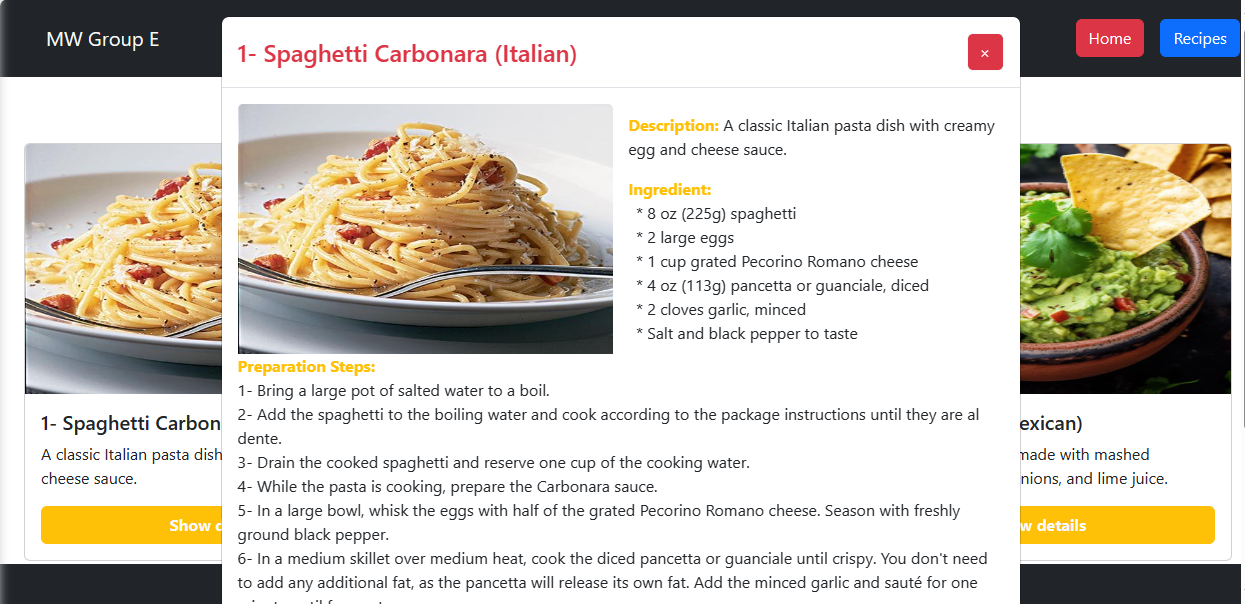 MW Group E
Home
Recipes
1- Spaghetti Carbonara (Italian)
×
Description: A classic Italian pasta dish with creamy
egg and cheese sauce.
Ingredient:
* 8 oz (225g) spaghetti
* 2 large eggs
* 1 cup grated Pecorino Romano cheese
* 4 oz (113g) pancetta or guanciale, diced
* 2 cloves garlic, minced
* Salt and black pepper to taste
Preparation Steps:
1- Bring a large pot of salted water to a boil.
2- Add the spaghetti to the boiling water and cook according to the package instructions until they are al
dente.
3- Drain the cooked spaghetti and reserve one cup of the cooking water.
4- While the pasta is cooking, prepare the Carbonara sauce.
5- In a large bowl, whisk the eggs with half of the grated Pecorino Romano cheese. Season with freshly
ground black pepper.
6- In a medium skillet over medium heat, cook the diced pancetta or guanciale until crispy. You don't need
to add any additional fat, as the pancetta will release its own fat. Add the minced garlic and sauté for one
1- Spaghetti Carbon
A classic Italian pasta dish
cheese sauce.
Show
exican)
made with mashed
nions, and lime juice.
w details